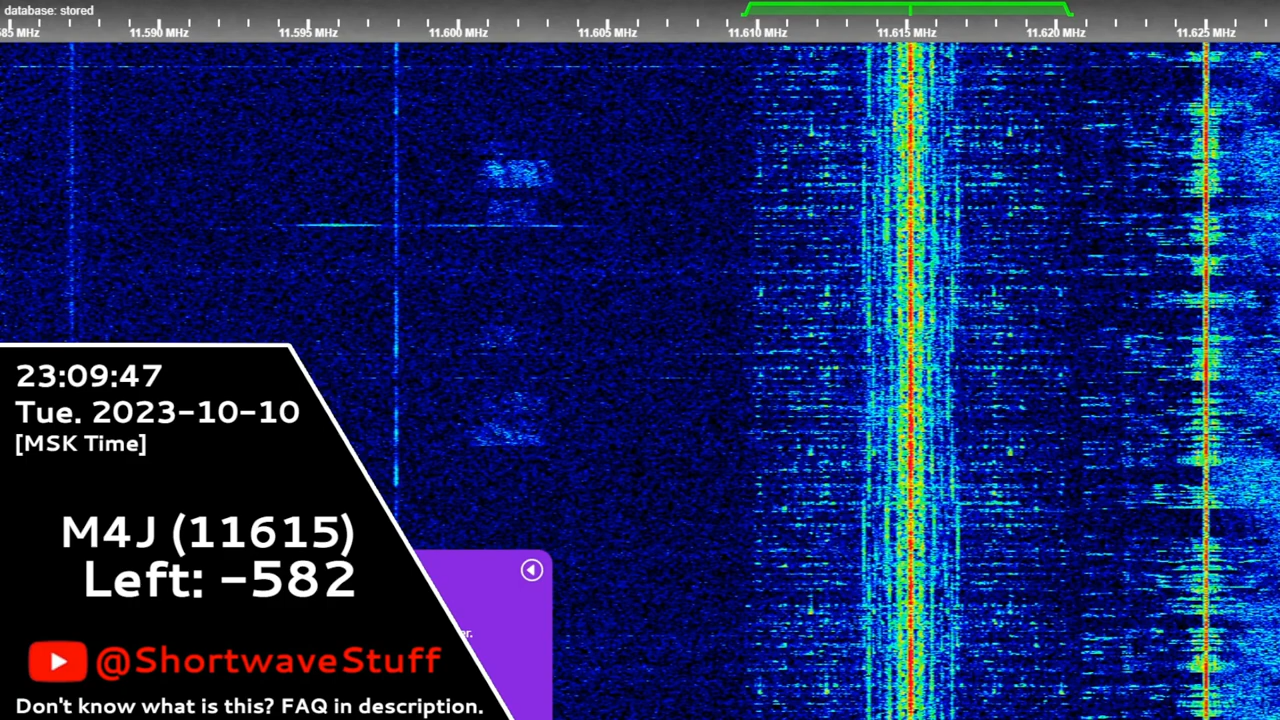 database: stored
585 MHz 11.590 MHz 11.595 MHz 11.600 MHz 11.605 MHz 11.610 MHz 11.615 MHz 11.620 MHz 11.625 MHz
23:09:47
Tue. 2023-10-10
[MSK Time]
M4J (11615)
Left: -582
er.
@ShortwaveStuff
Don't know what is this? FAQ in description.